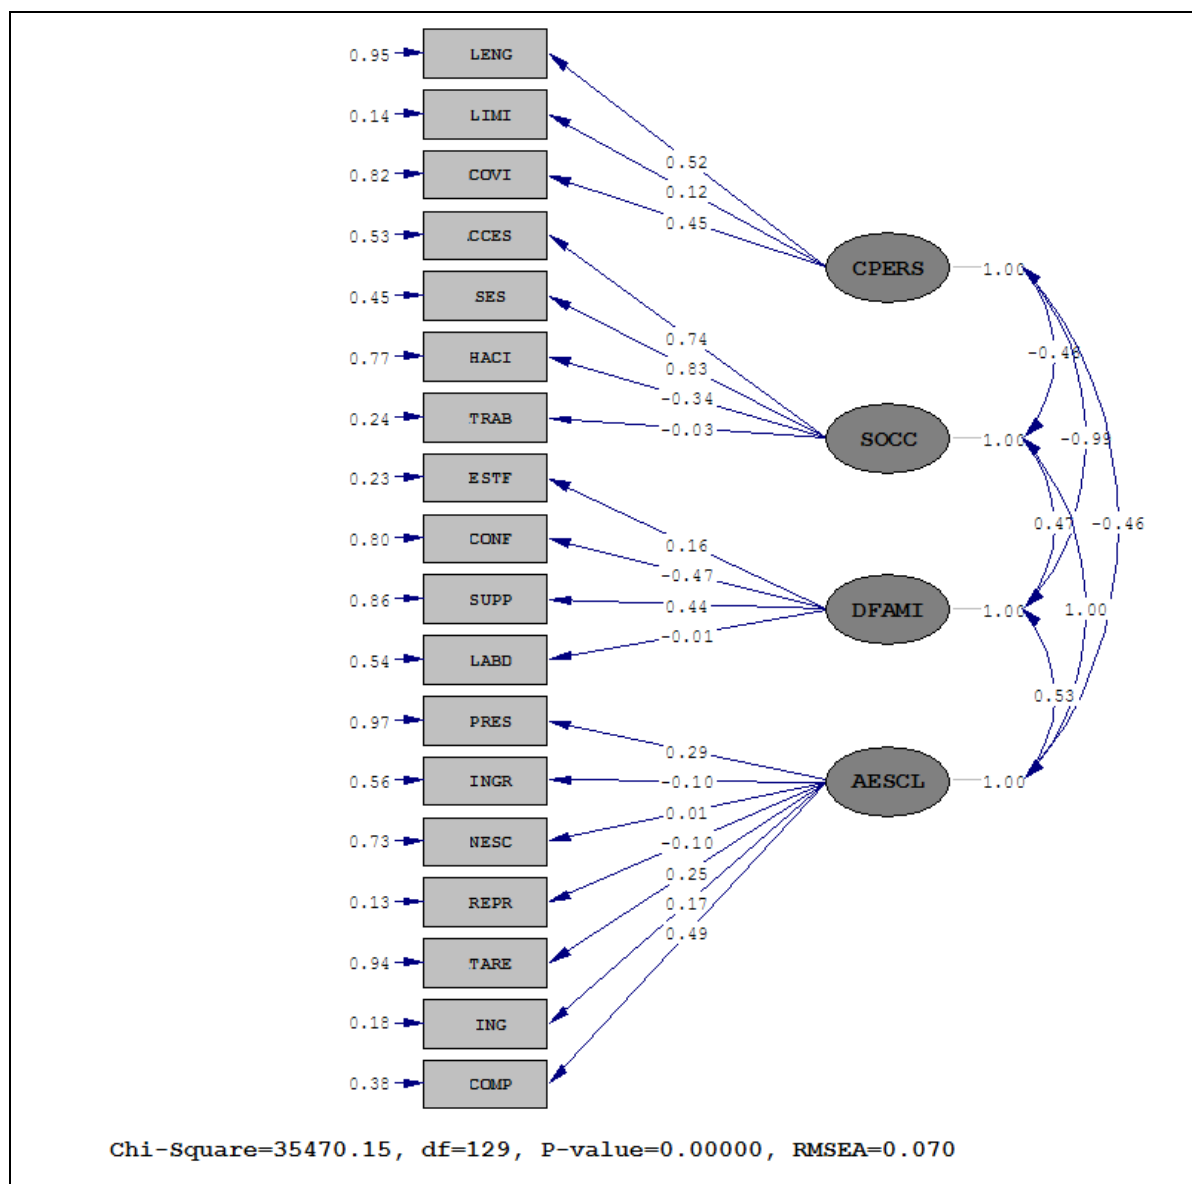 0.95 LENG
0.14 LIMI
0.82 COVI
0.53 .CCES
0.45 SES
0.77 HACI
0.24 TRAB
0.23 ESTF
0.80 CONF
0.86 SUPP
0.54 LABD
0.97 PRES
0.56 INGR
0.73 NESC
0.13 REPR
0.94 TARE
0.18 ING
0.38 COMP
0.52
0.12
0.45
0.74
0.83
-0.34
-0.03
0.16
-0.47
0.44
-0.01
0.29
-0.10
0.01
-0.10
0.25
0.17
0.49
CPERS 1.00
SOCC 1.00
DFAMI 1.00
AESCL 1.00
-0.46
-0.99
0.47
-0.46
1.00
0.53
Chi-Square=35470.15, df=129, P-value=0.00000, RMSEA=0.070